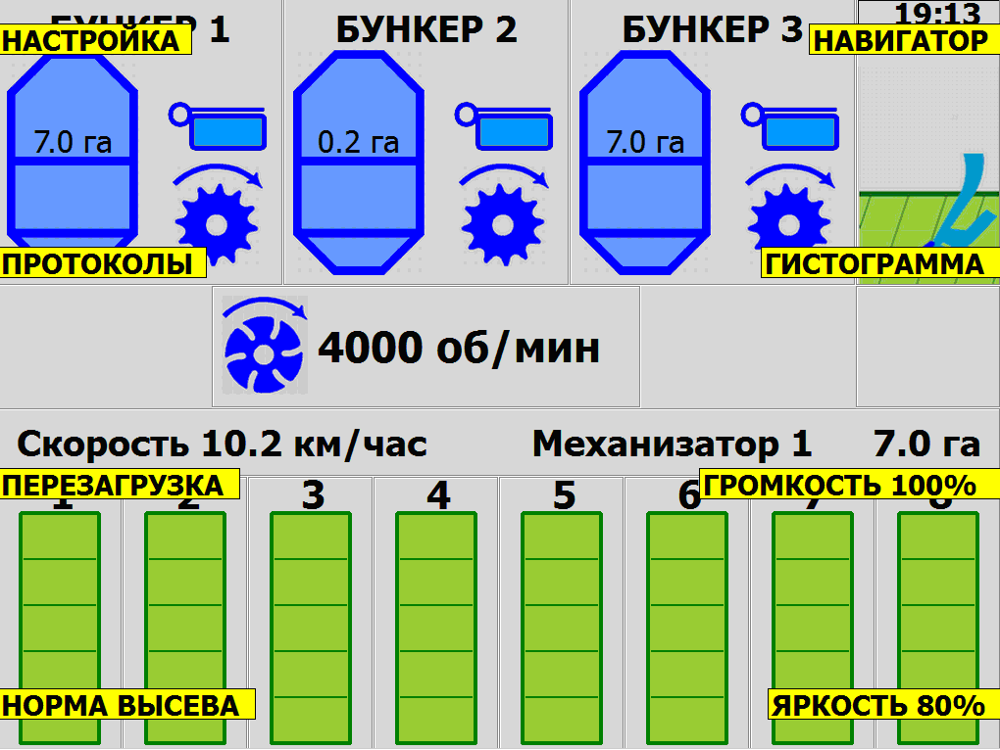 БУНКЕР 1
БУНКЕР 2
БУНКЕР 3
19:13
НАСТРОЙКА
НАВИГАТОР
7.0 га
0.2 га
7.0 га
ПРОТОКОЛЫ
ГИСТОГРАММА
4000 об/мин
Скорость 10.2 км/час
Механизатор 1
7.0 га
ПЕРЕЗАГРУЗКА
ГРОМКОСТЬ 100%
1
2
3
4
5
6
7
8
НОРМА ВЫСЕВА
ЯРКОСТЬ 80%